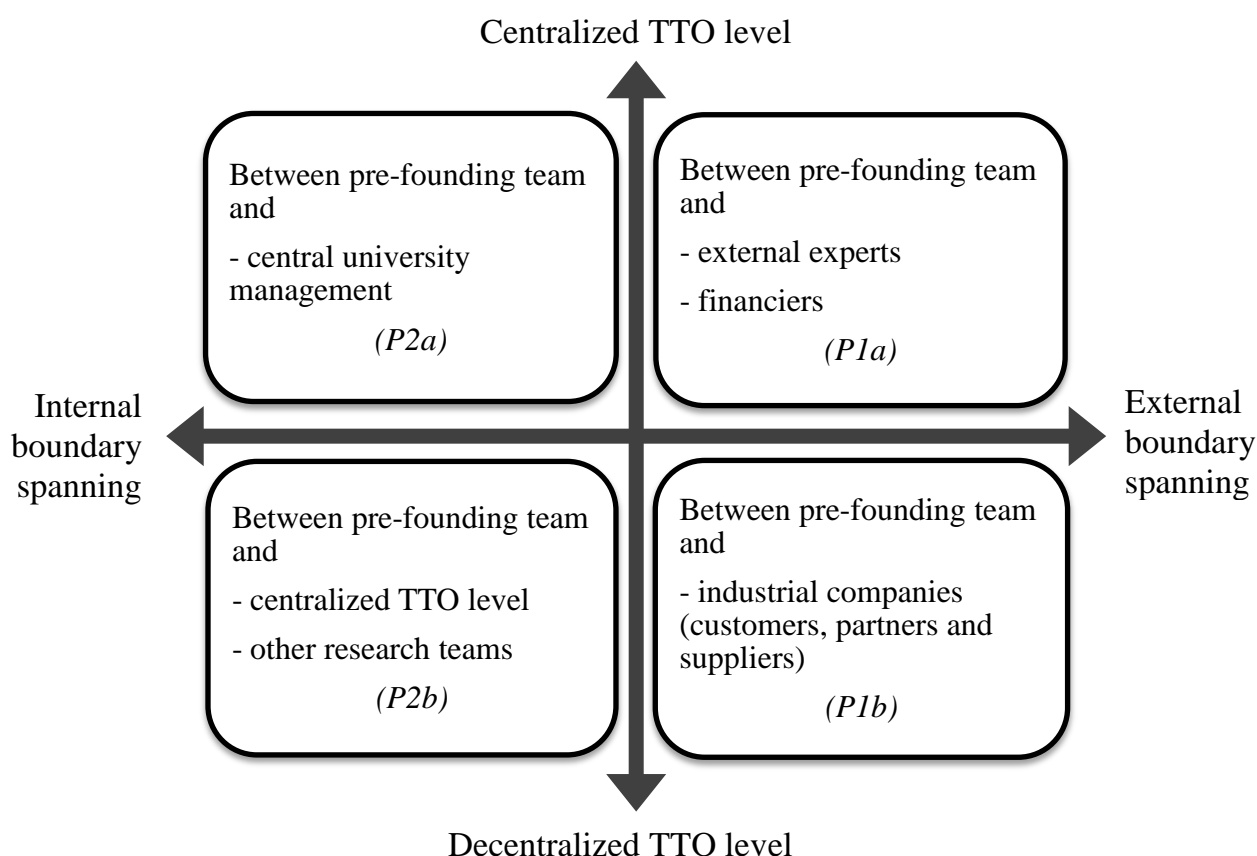 Centralized TTO level
Between pre-founding team
and
- central university
management
(P2a)
Between pre-founding team
and
- external experts
- financiers
(P1a)
Internal
boundary
spanning
External
boundary
spanning
Between pre-founding team
and
- centralized TTO level
- other research teams
(P2b)
Between pre-founding team
and
- industrial companies
(customers, partners and
suppliers)
(P1b)
Decentralized TTO level